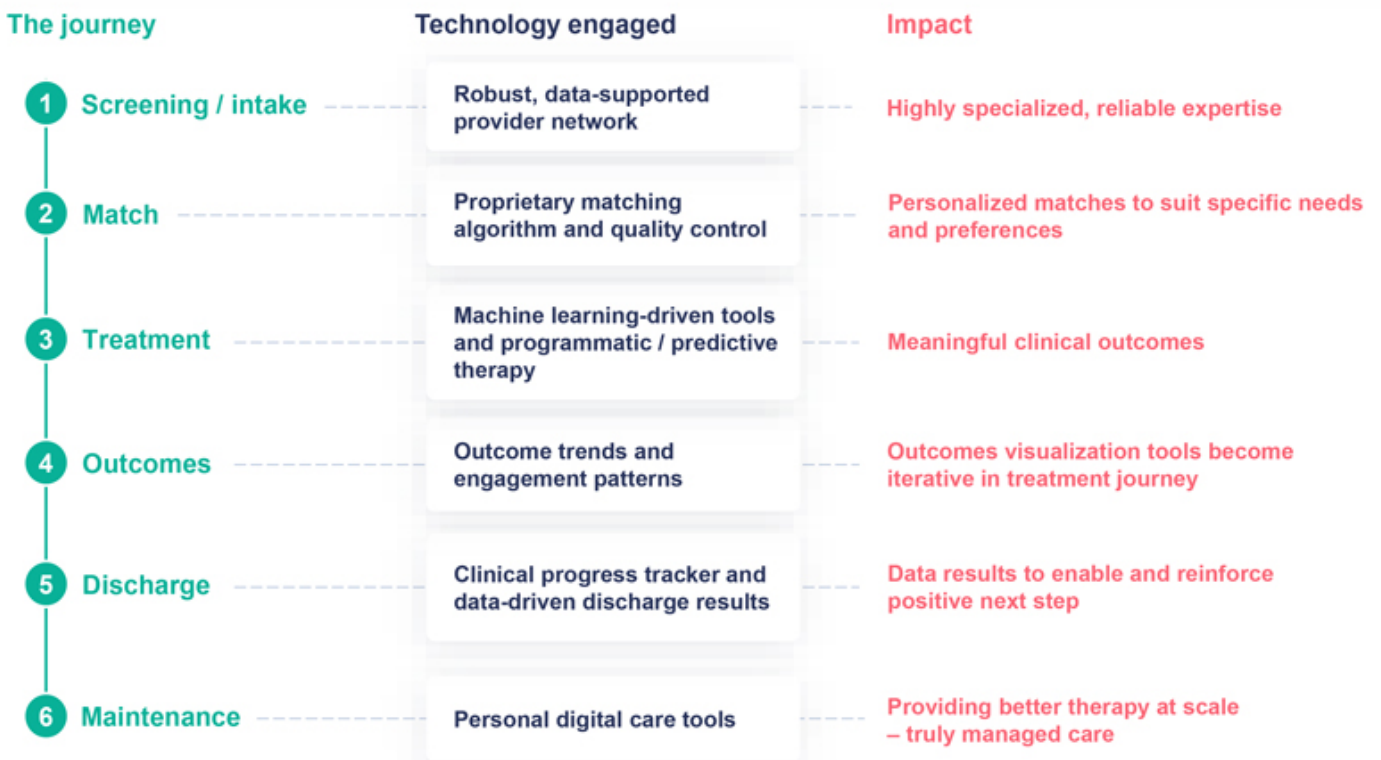 The journey
Technology engaged
Impact
1
Screening / intake
Robust, data-supported
provider network
Highly specialized, reliable expertise
2
Match
Proprietary matching
algorithm and quality control
Personalized matches to suit specific needs
and preferences
3
Treatment
Machine learning-driven tools
and programmatic / predictive
therapy
Meaningful clinical outcomes
4
Outcomes
Outcome trends and
engagement patterns
Outcomes visualization tools become
iterative in treatment journey
5
Discharge
Clinical progress tracker and
data-driven discharge results
Data results to enable and reinforce
positive next step
6
Maintenance
Personal digital care tools
Providing better therapy at scale
– truly managed care